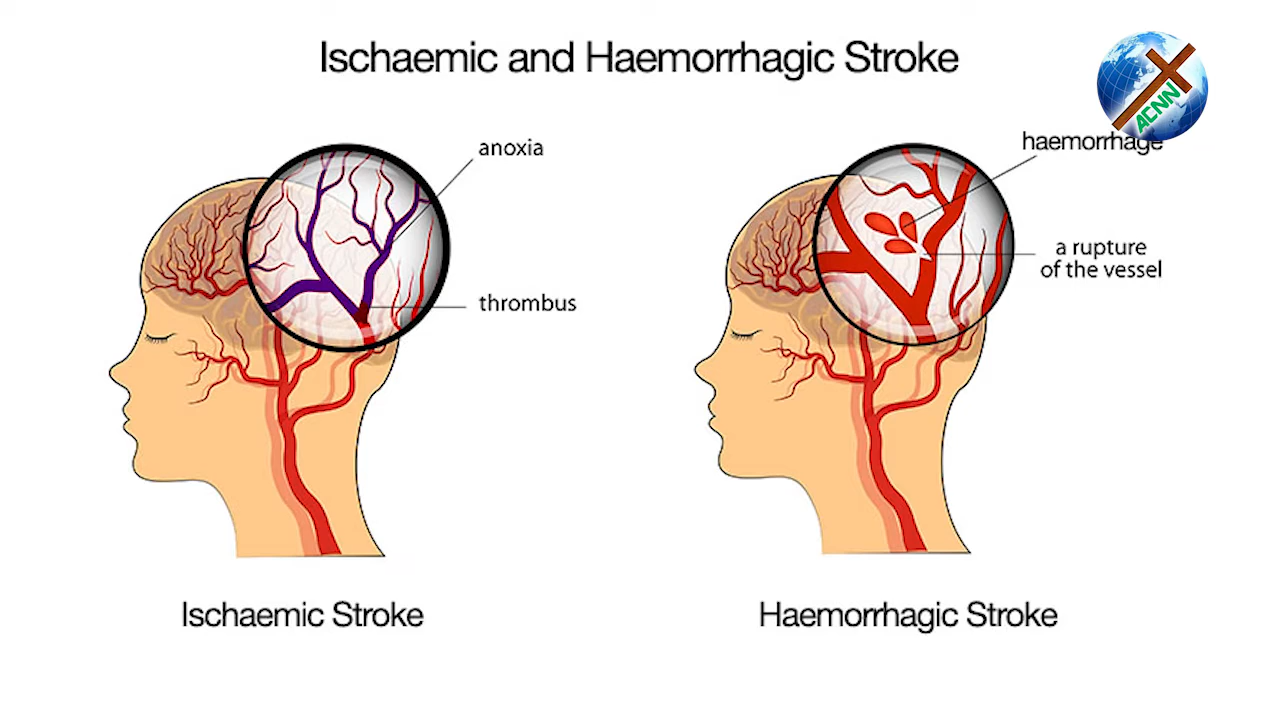 Ischaemic and Haemorrhagic Stroke
ACNN
anoxia
thrombus
haemorrhage
a rupture
of the vessel
Ischaemic Stroke
Haemorrhagic Stroke